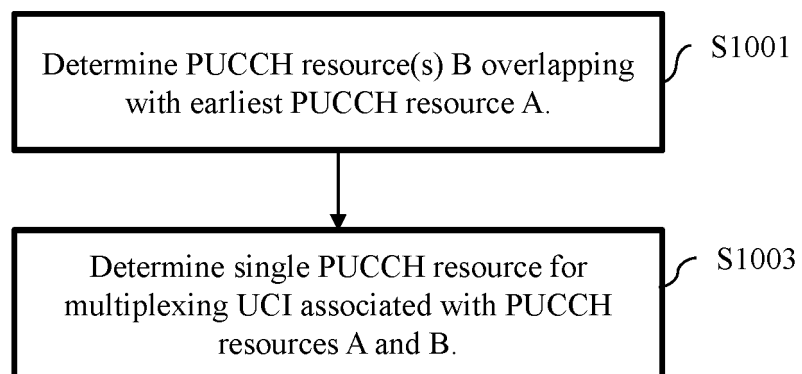 Determine PUCCH resource(s) B overlapping
with earliest PUCCH resource A.
S1001
Determine single PUCCH resource for
multiplexing UCI associated with PUCCH
resources A and B.
S1003